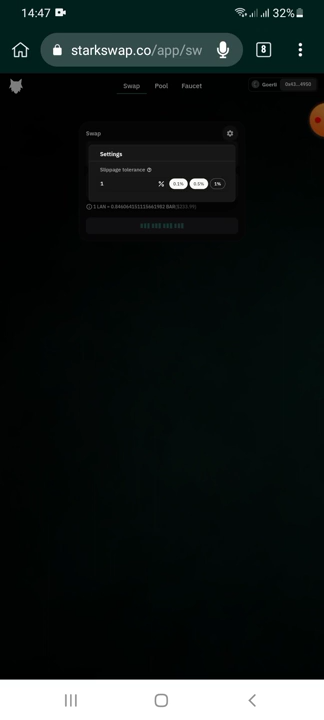 14:47
32%
starkswap.co/app/sw
8
Swap Pool Faucet
Goerli
Swap
Settings
Slippage tolerance
1 % 0.1% 0.5% 1%